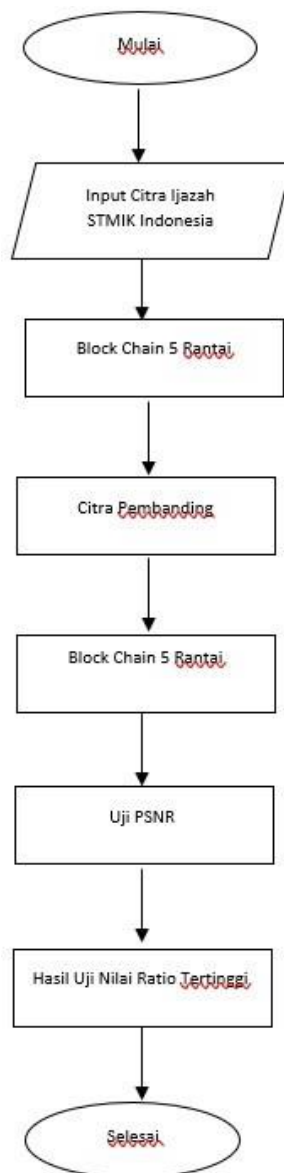 Mulai
Input Citra Ijazah
STMIK Indonesia
Block Chain 5 Rantai
Citra Pembanding
Block Chain 5 Rantai
Uji PSNR
Hasil Uji Nilai Ratio Tertinggi
Selesai